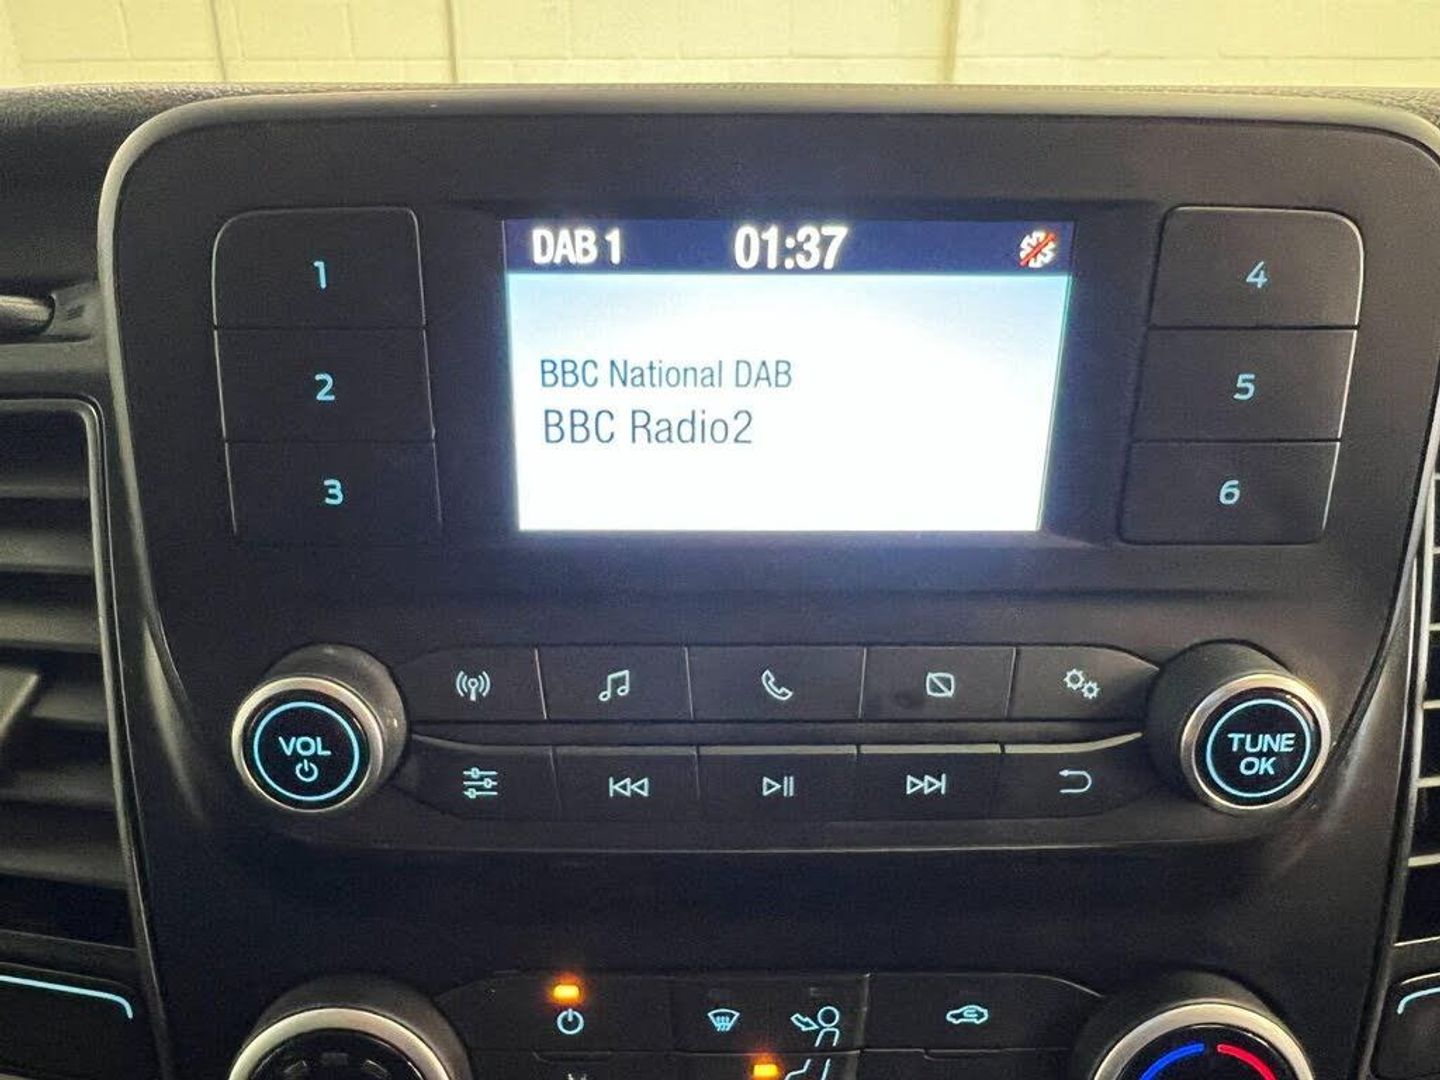 DAB 1 01:37
BBC National DAB
BBC Radio2
1
2
3
4
5
6
VOL
TUNE
OK